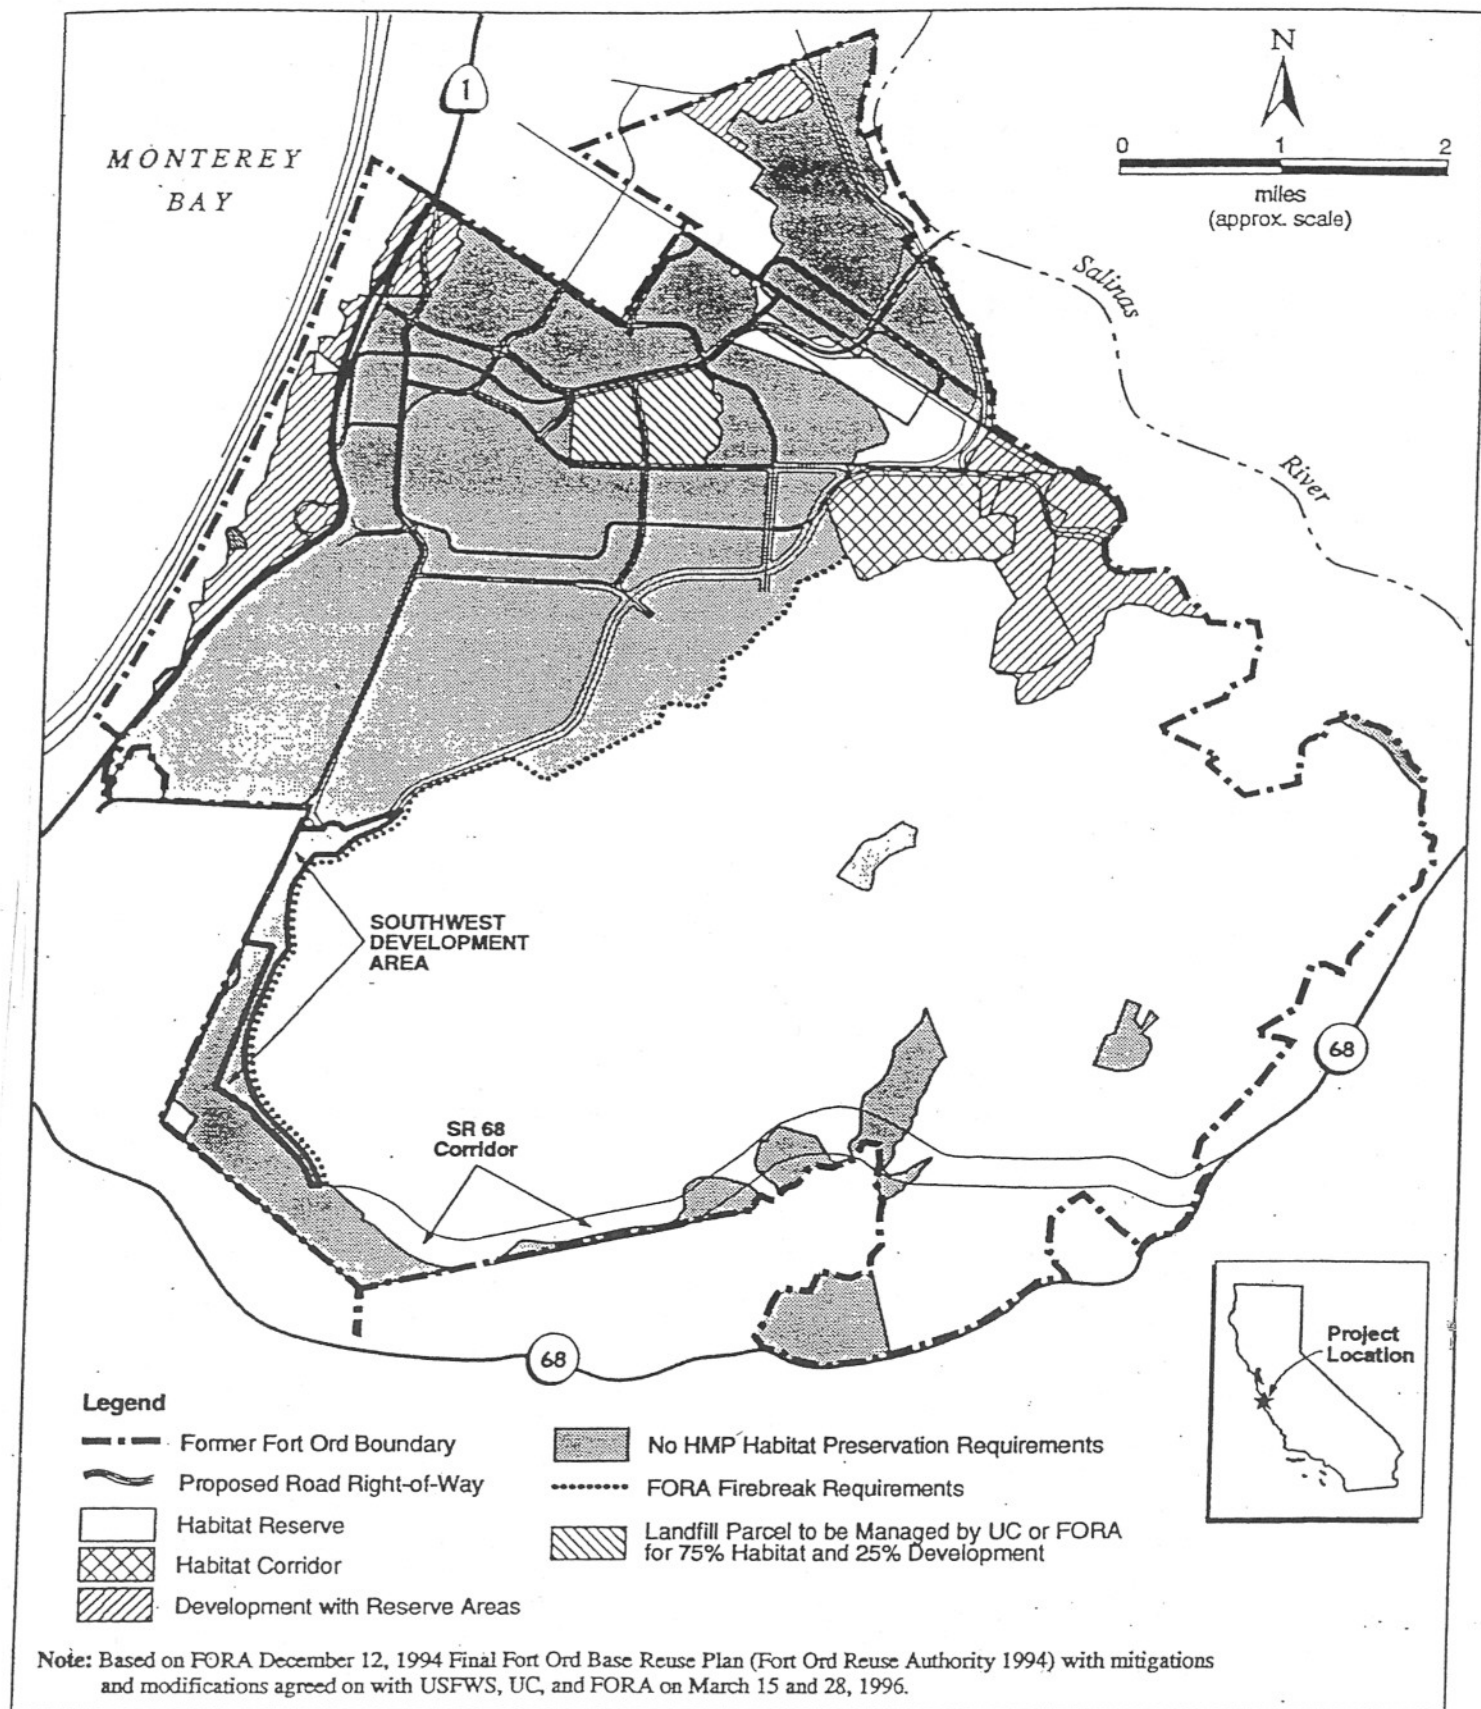 N
1
MONTEREY
BAY
0 1 2
miles
(approx. scale)
Salinas
River
SOUTHWEST
DEVELOPMENT
AREA
68
SR 68
Corridor
68
Project
Location
Legend
Former Fort Ord Boundary
Proposed Road Right-of-Way
Habitat Reserve
Habitat Corridor
Development with Reserve Areas
No HMP Habitat Preservation Requirements
FORA Firebreak Requirements
Landfill Parcel to be Managed by UC or FORA
for 75% Habitat and 25% Development
Note: Based on FORA December 12, 1994 Final Fort Ord Base Reuse Plan (Fort Ord Reuse Authority 1994) with mitigations
and modifications agreed on with USFWS, UC, and FORA on March 15 and 28, 1996.